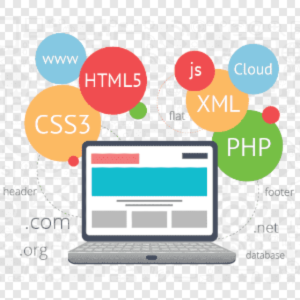 www
HTML5
CSS3
js
Cloud
XML
PHP
flat
header
footer
.com
.net
.org
database